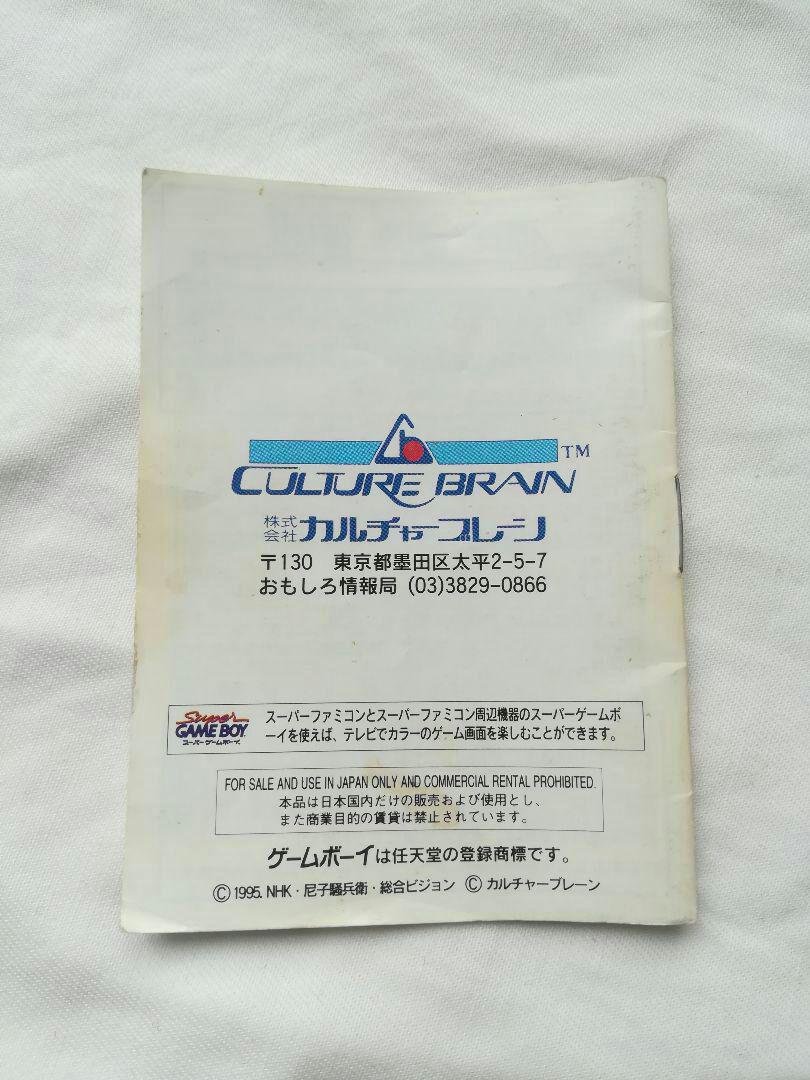 TM
CULTURE BRAIN
株式会社 カルチャーブレーン
〒130 東京都墨田区太平2-5-7
おもしろ情報局 (03)3829-0866
Super
GAME BOY
スーパーゲームボーイ
スーパーファミコンとスーパーファミコン周辺機器のスーパーゲームボ
ーイを使えば、テレビでカラーのゲーム画面を楽しむことができます。
FOR SALE AND USE IN JAPAN ONLY AND COMMERCIAL RENTAL PROHIBITED.
本品は日本国内だけの販売および使用とし、
また商業目的の賃貸は禁止されています。
ゲームボーイは任天堂の登録商標です。
Ⓒ 1995. NHK・尼子騒兵衛・総合ビジョン Ⓒ カルチャーブレーン